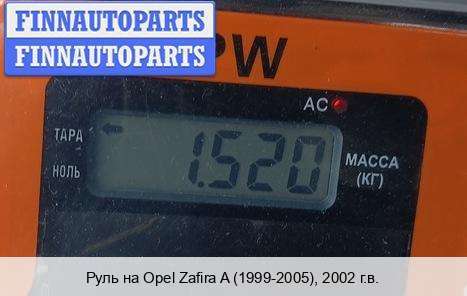 FINNAUTOPARTS
FINNAUTOPARTS
PW
AC
ТАРА
НОЛЬ
1.520
МАССА
(КГ)
Руль на Opel Zafira A (1999-2005), 2002 г.в.